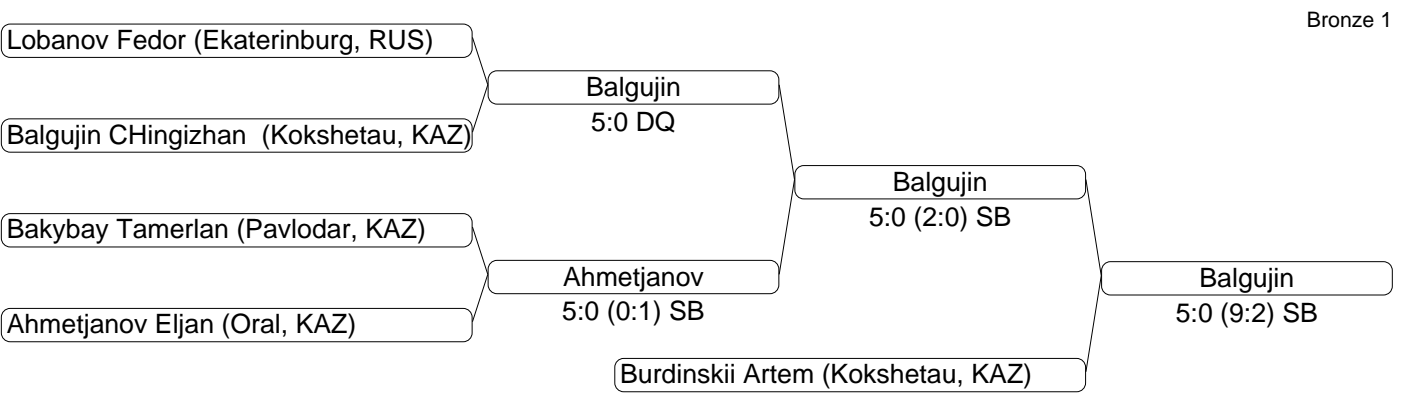 Bronze 1
Lobanov Fedor (Ekaterinburg, RUS)
Balgujin
5:0 DQ
Balgujin CHingizhan (Kokshetau, KAZ)
Balgujin
5:0 (2:0) SB
Bakybay Tamerlan (Pavlodar, KAZ)
Ahmetjanov
5:0 (0:1) SB
Balgujin
5:0 (9:2) SB
Ahmetjanov Eljan (Oral, KAZ)
Burdinskii Artem (Kokshetau, KAZ)